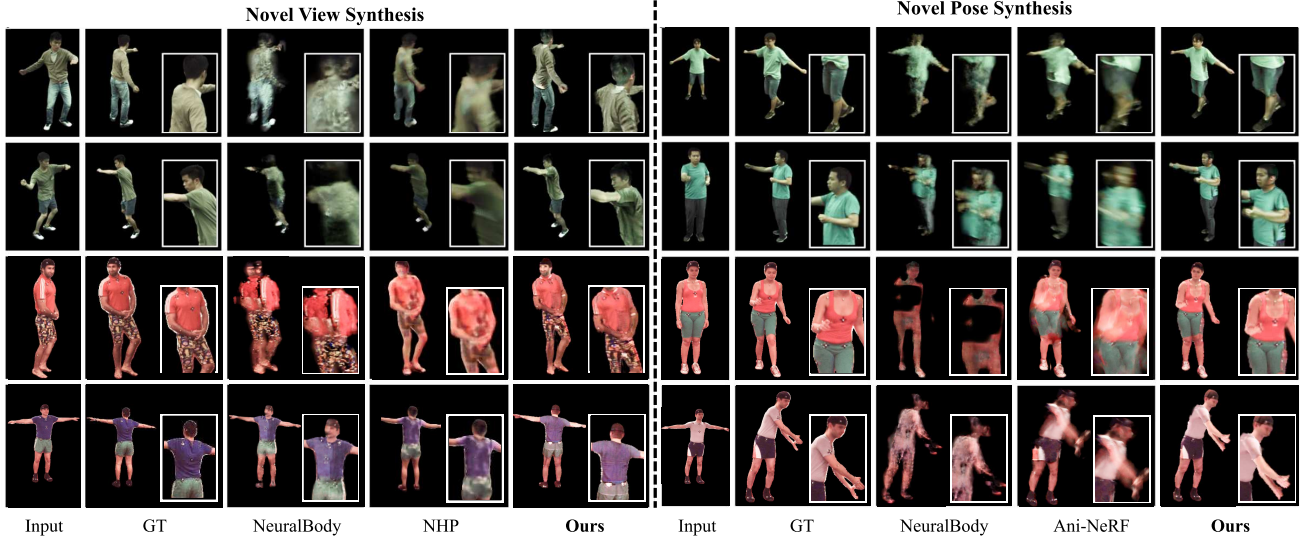 Novel View Synthesis
Novel Pose Synthesis
Input GT NeuralBody NHP Ours
Input GT NeuralBody Ani-NeRF Ours